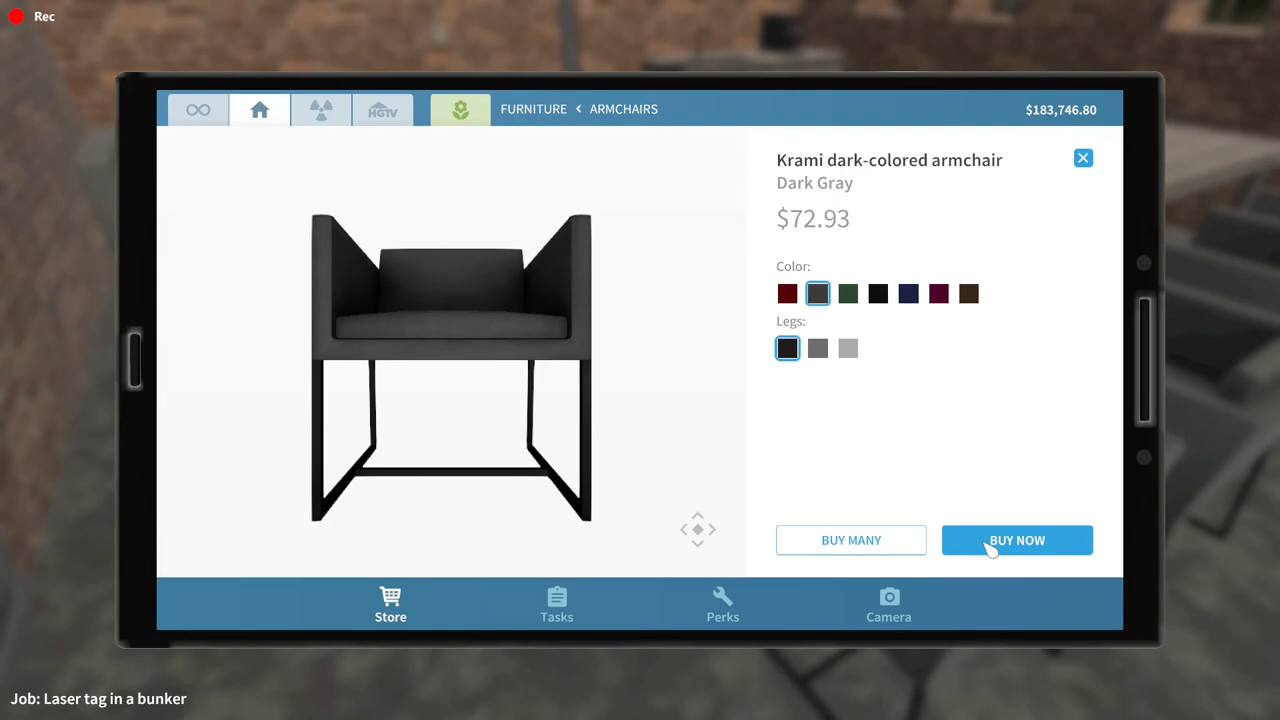 Rec
HGTV
FURNITURE < ARMCHAIRS
$183,746.80
Krami dark-colored armchair
Dark Gray
$72.93
Color:
Legs:
BUY MANY
BUY NOW
Store
Tasks
Perks
Camera
Job: Laser tag in a bunker